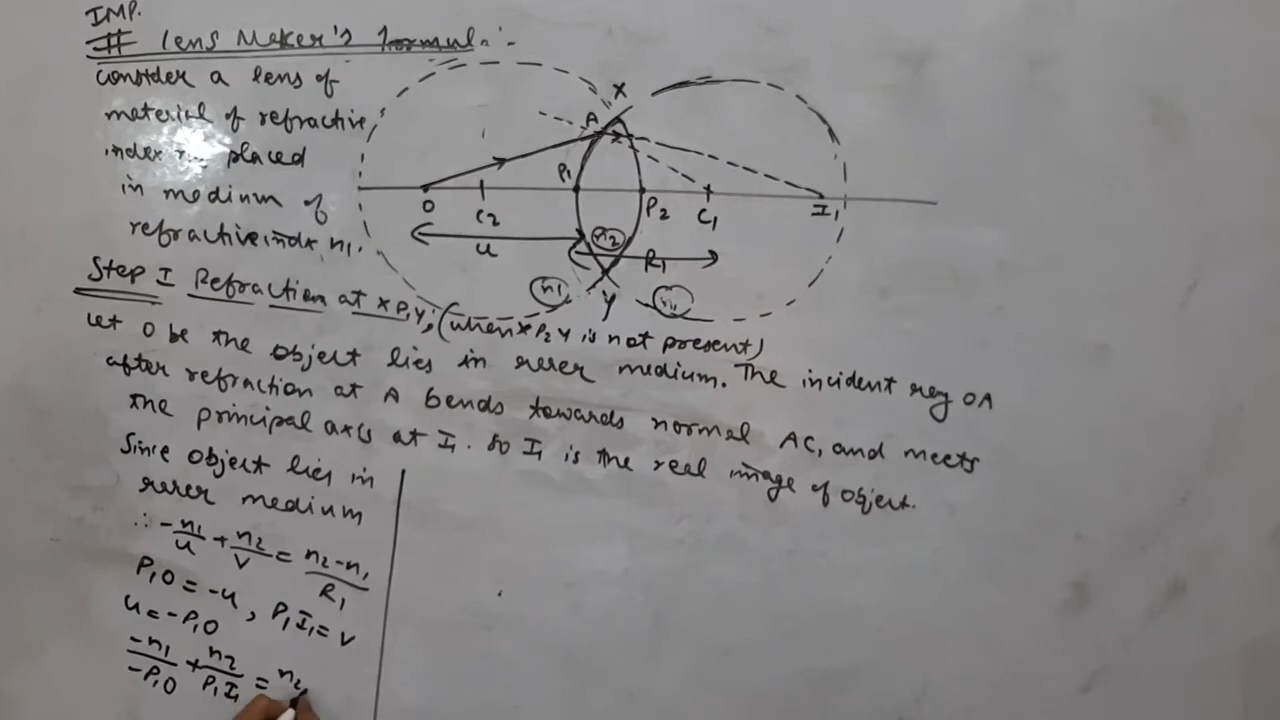 IMP.
# Lens Maker's formula:-
Consider a lens of
material of refractive
index placed
in medium of
refractive indx n1.
X
A
P1
O
C2
P2
C1
I1
u
n2
R1
n1
Y
n1
Step I Refraction at XP1Y; (when XP2Y is not present)
Let O be the object lies in rerer medium. The incident ray OA
after refraction at A bends towards normal AC, and meets
the principal axis at I1. So I1 is the real image of object.
Since object lies in
rerer medium
∴ -n1/u + n2/v = n2-n1/R1
P1O = -u, P1I1 = v
u = -P1O
-n1/-P1O + n2/P1I1 = n2